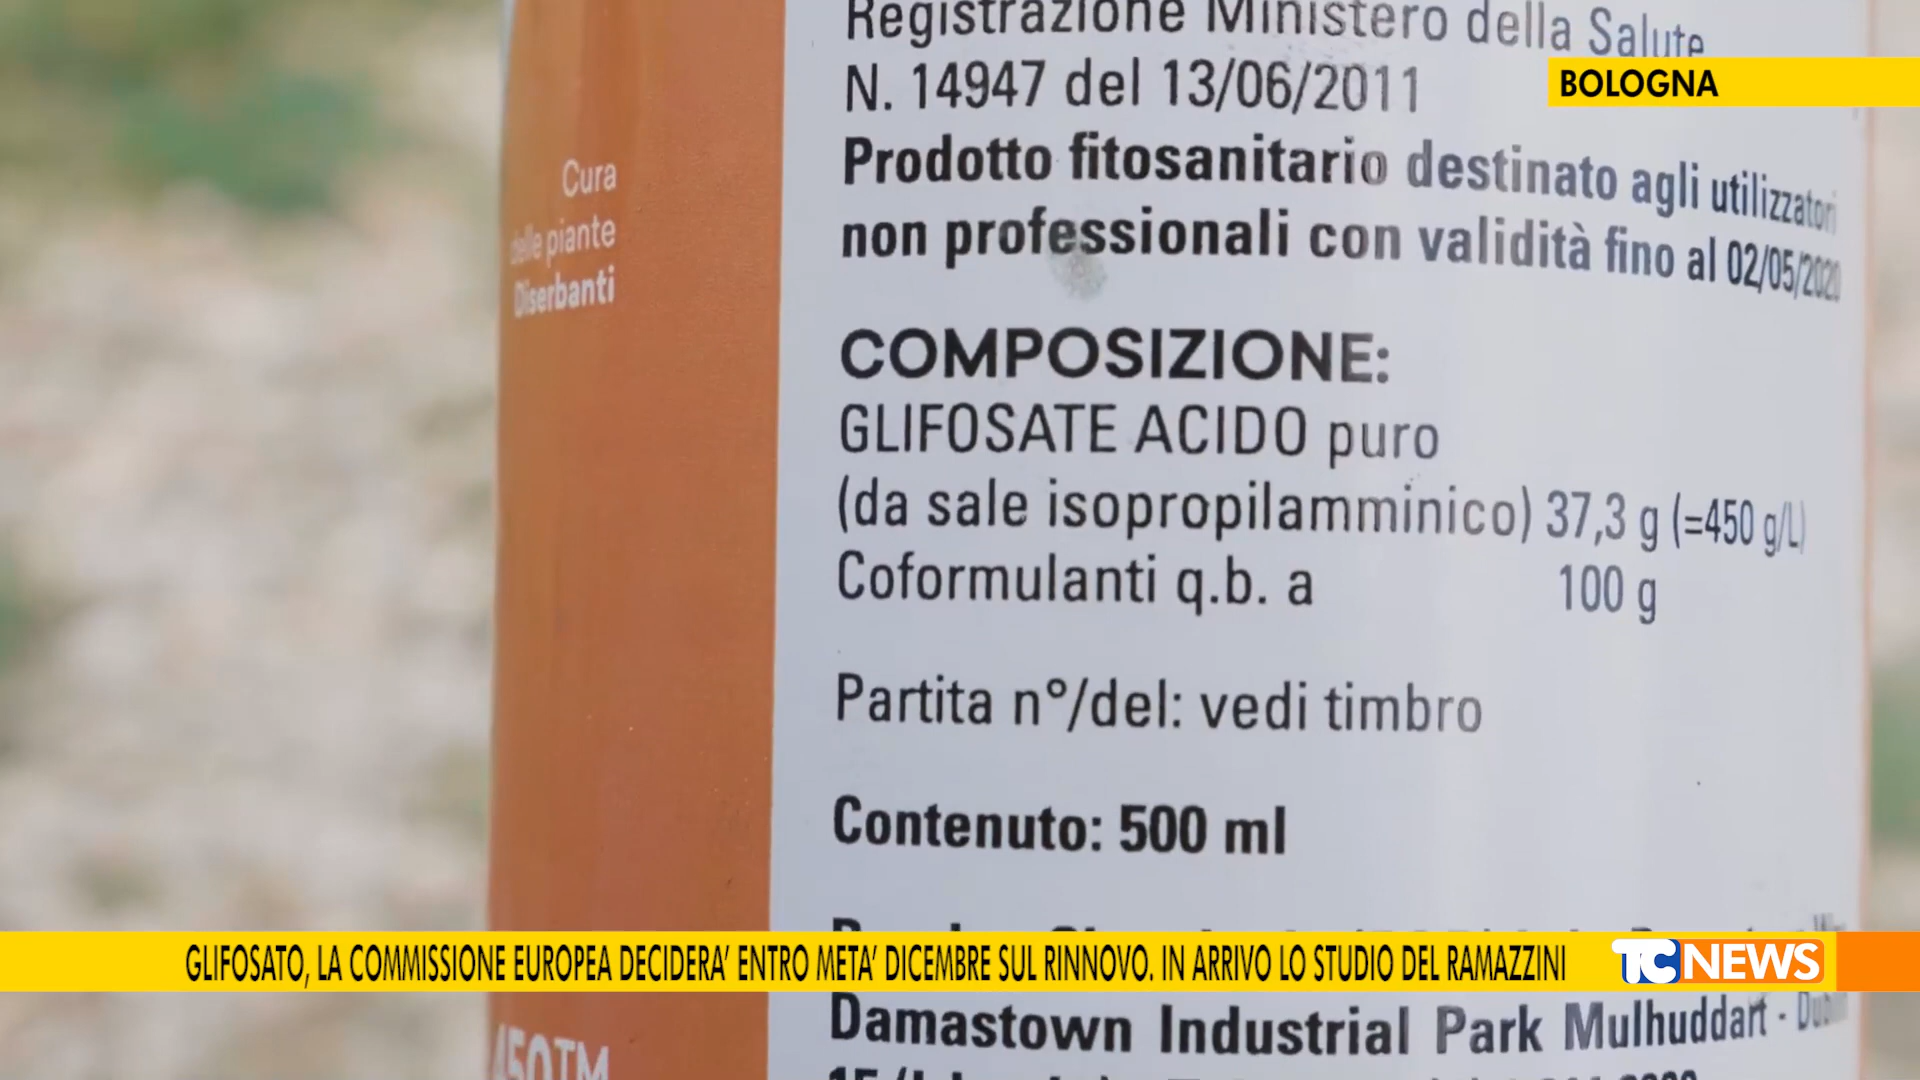 Registrazione Ministero della Salute
N. 14947 del 13/06/2011
BOLOGNA
Prodotto fitosanitario destinato agli utilizzatori
non professionali con validità fino al 02/05/2020
Cura
delle piante
Diserbanti
COMPOSIZIONE:
GLIFOSATE ACIDO puro
(da sale isopropilamminico) 37,3 g (=450 g/L)
Coformulanti q.b. a 100 g
Partita n°/del: vedi timbro
Contenuto: 500 ml
GLIFOSATO, LA COMMISSIONE EUROPEA DECIDERA' ENTRO META' DICEMBRE SUL RINNOVO. IN ARRIVO LO STUDIO DEL RAMAZZINI
TC NEWS
Damastown Industrial Park Mulhuddart -
450TM